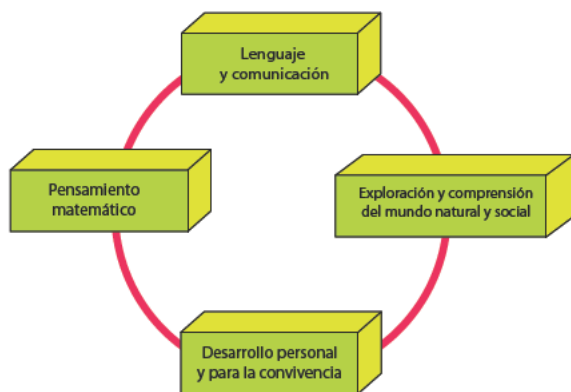 Lenguaje
y comunicación
Pensamiento
matemático
Exploración y comprensión
del mundo natural y social
Desarrollo personal
y para la convivencia